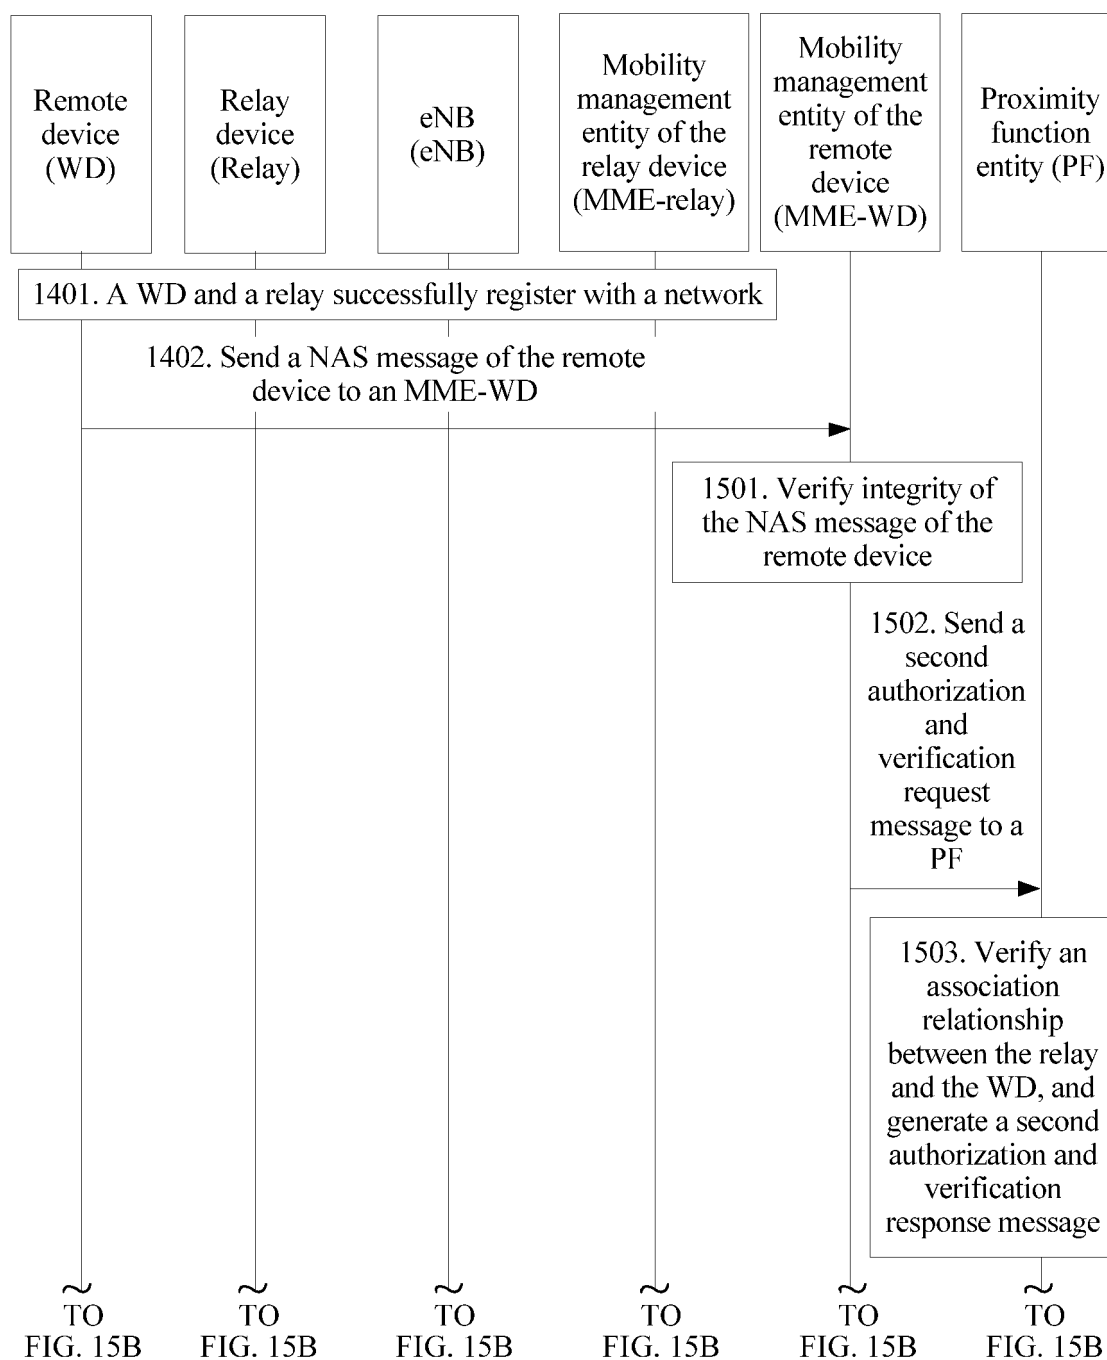 Remote
device
(WD)
Relay
device
(Relay)
eNB
(eNB)
Mobility
management
entity of the
relay device
(MME-relay)
Mobility
management
entity of the
remote
device
(MME-WD)
Proximity
function
entity (PF)
1401. A WD and a relay successfully register with a network
1402. Send a NAS message of the remote
device to an MME-WD
1501. Verify integrity of
the NAS message of the
remote device
1502. Send a
second
authorization
and
verification
request
message to a
PF
1503. Verify an
association
relationship
between the relay
and the WD, and
generate a second
authorization and
verification
response message
TO
FIG. 15B
TO
FIG. 15B
TO
FIG. 15B
TO
FIG. 15B
TO
FIG. 15B
TO
FIG. 15B